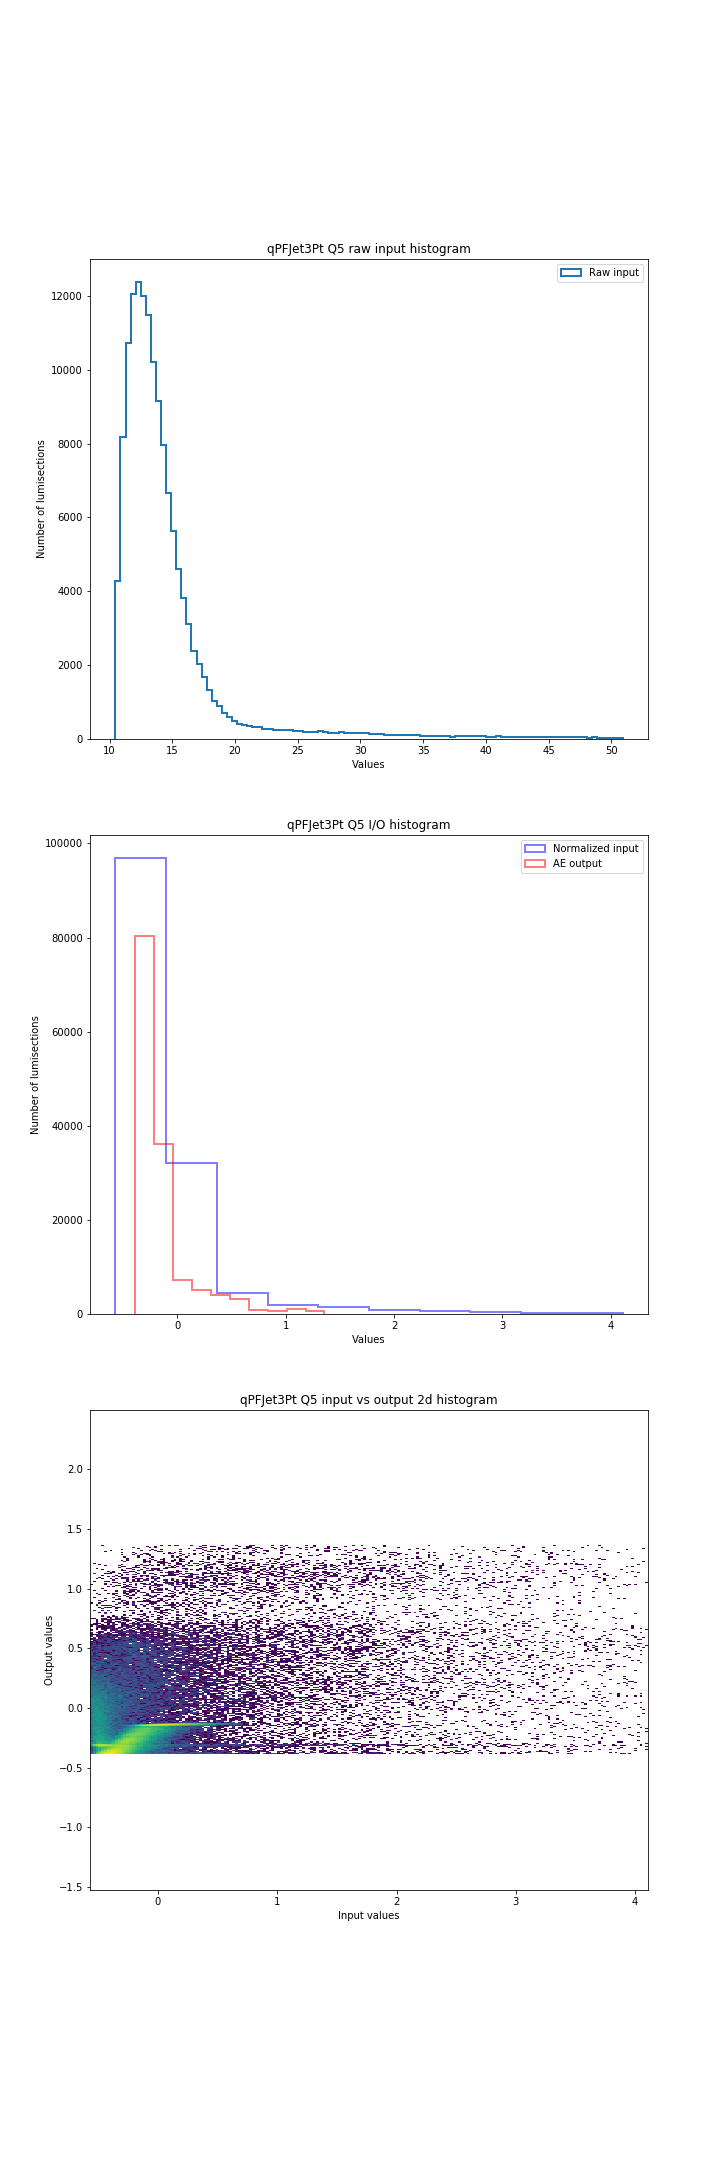 qPFJet3Pt Q5 raw input histogram
Raw input
12000
10000
8000
6000
4000
2000
0
Number of lumisections
10 15 20 25 30 35 40 45 50
Values
qPFJet3Pt Q5 I/O histogram
Normalized input
AE output
100000
80000
60000
40000
20000
0
Number of lumisections
0 1 2 3 4
Values
qPFJet3Pt Q5 input vs output 2d histogram
2.0
1.5
1.0
0.5
0.0
−0.5
−1.0
−1.5
Output values
0 1 2 3 4
Input values